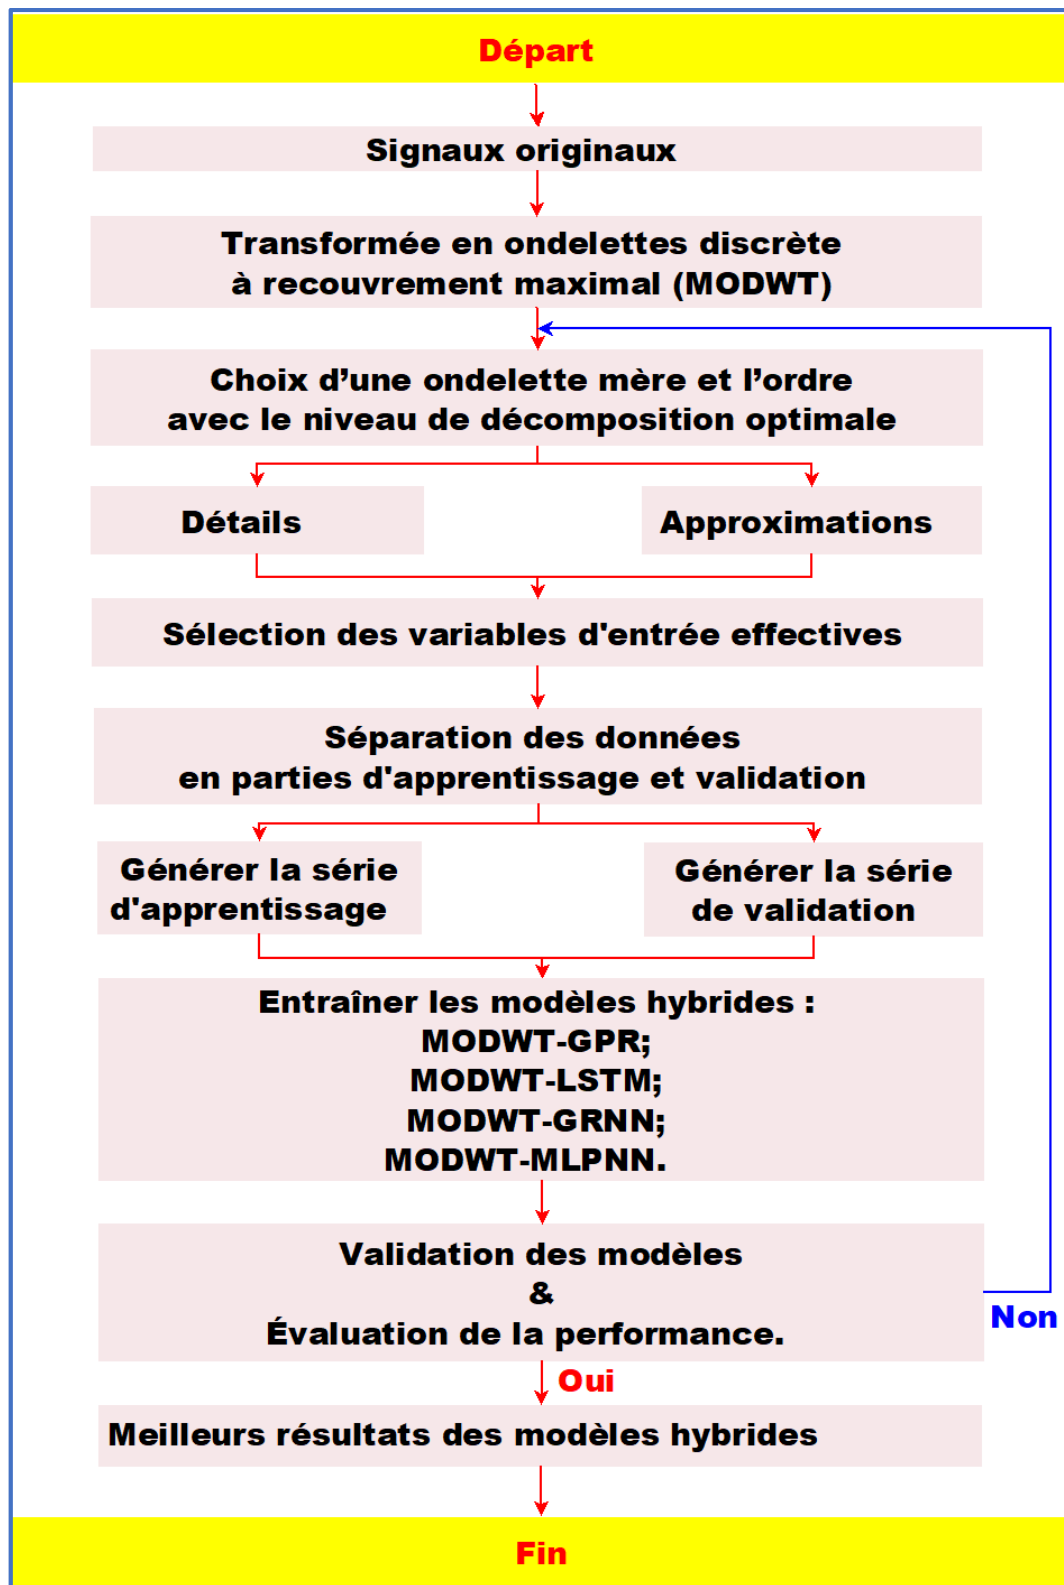 Départ
Signaux originaux
Transformée en ondelettes discrète
à recouvrement maximal (MODWT)
Choix d’une ondelette mère et l’ordre
avec le niveau de décomposition optimale
Détails
Approximations
Sélection des variables d'entrée effectives
Séparation des données
en parties d'apprentissage et validation
Générer la série
d'apprentissage
Générer la série
de validation
Entraîner les modèles hybrides :
MODWT-GPR;
MODWT-LSTM;
MODWT-GRNN;
MODWT-MLPNN.
Validation des modèles
&
Évaluation de la performance.
Non
Oui
Meilleurs résultats des modèles hybrides
Fin